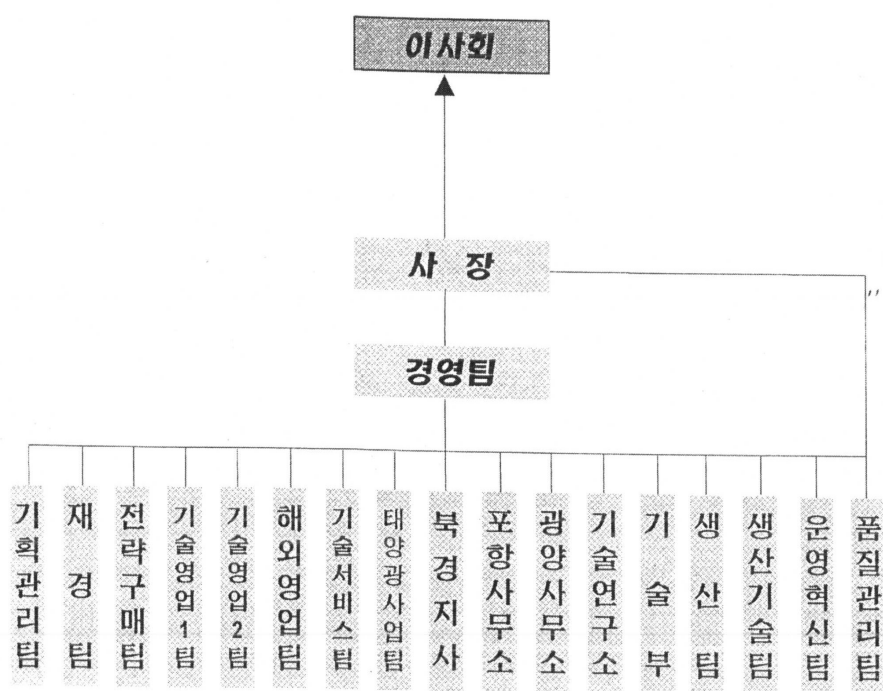 이사회
사 장
경영팀
기획관리팀
재경팀
전략구매팀
기술영업1팀
기술영업2팀
해외영업팀
기술서비스팀
태양광사업팀
북경지사
포항사무소
광양사무소
기술연구소
기술부
생산팀
생산기술팀
운영혁신팀
품질관리팀